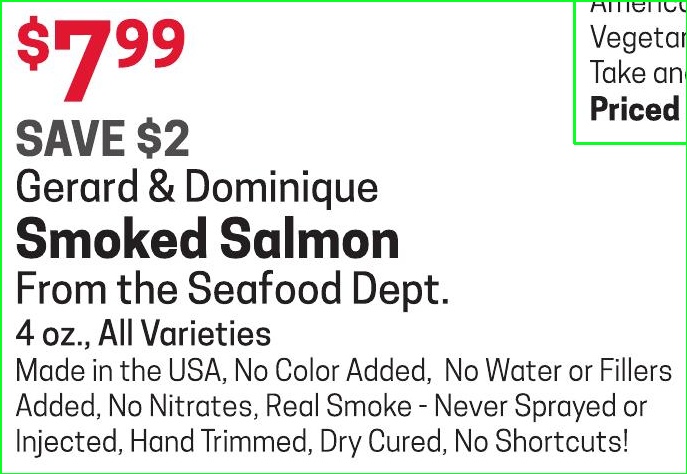 $7.99
SAVE $2
Gerard & Dominique
Smoked Salmon
From the Seafood Dept.
4 oz., All Varieties
Made in the USA, No Color Added, No Water or Fillers
Added, No Nitrates, Real Smoke - Never Sprayed or
Injected, Hand Trimmed, Dry Cured, No Shortcuts!
Take an
Priced